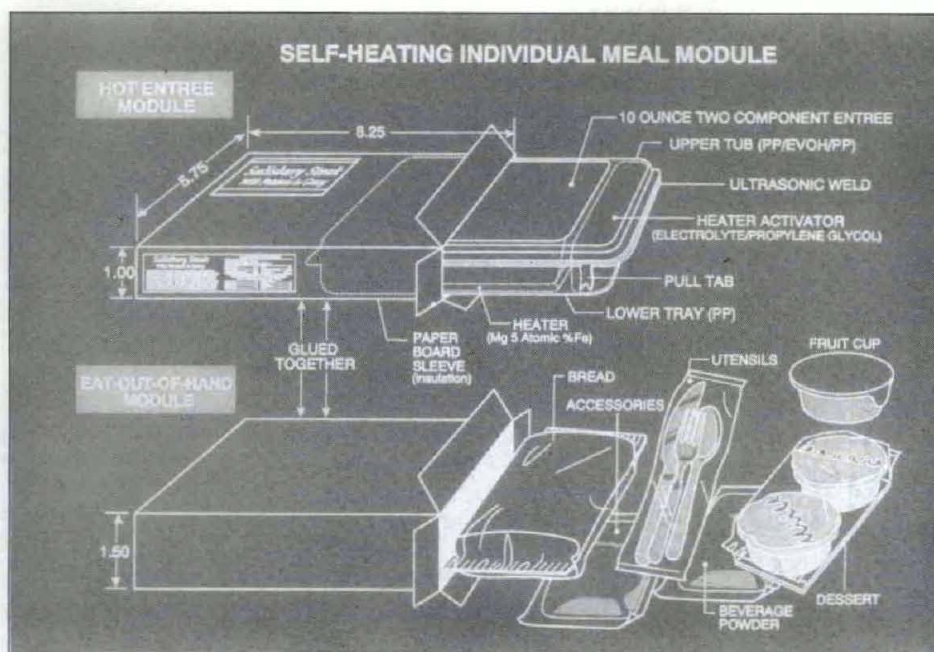 SELF-HEATING INDIVIDUAL MEAL MODULE
HOT ENTREE
MODULE
8.25
5.75
1.00
Salisbury Steak
10 OUNCE TWO COMPONENT ENTREE
UPPER TUB (PP/EVOH/PP)
ULTRASONIC WELD
HEATER ACTIVATOR
(ELECTROLYTE/PROPYLENE GLYCOL)
PULL TAB
LOWER TRAY (PP)
HEATER
(Mg 5 Atomic %Fe)
PAPER
BOARD
SLEEVE
(insulation)
GLUED
TOGETHER
EAT-OUT-OF-HAND
MODULE
1.50
BREAD
ACCESSORIES
UTENSILS
FRUIT CUP
BEVERAGE
POWDER
DESSERT